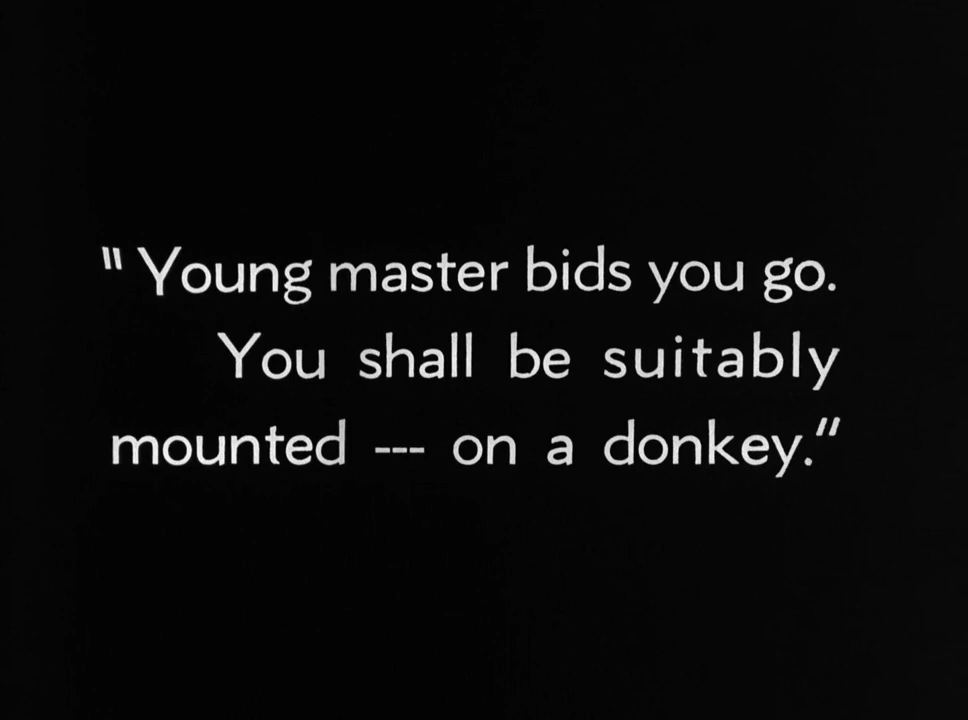 "Young master bids you go.
You shall be suitably
mounted --- on a donkey."